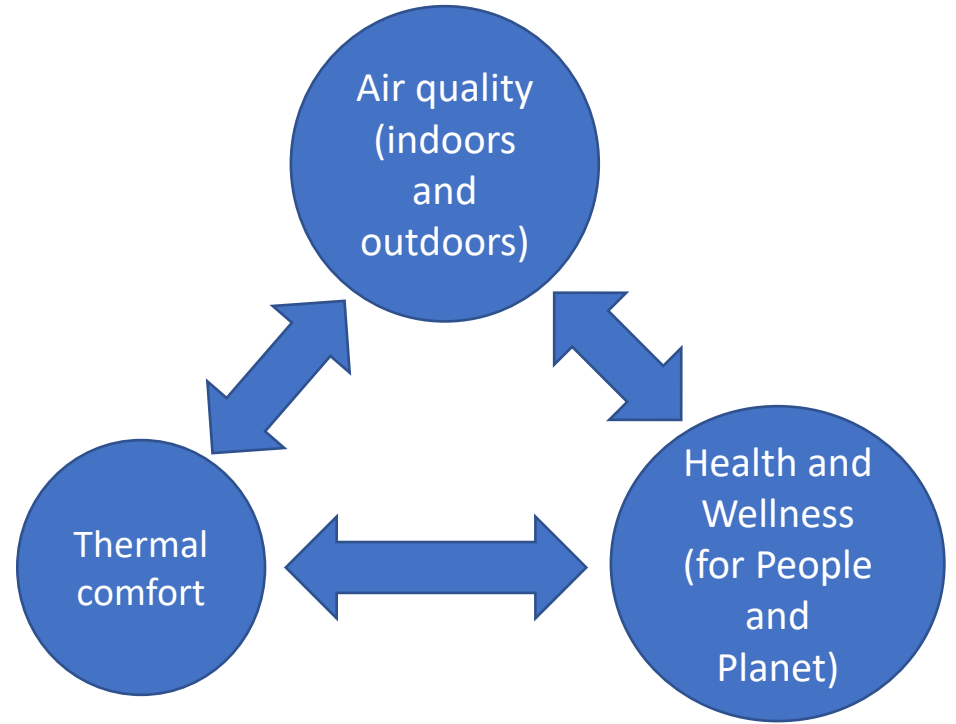 Air quality
(indoors
and
outdoors)
Thermal
comfort
Health and
Wellness
(for People
and
Planet)